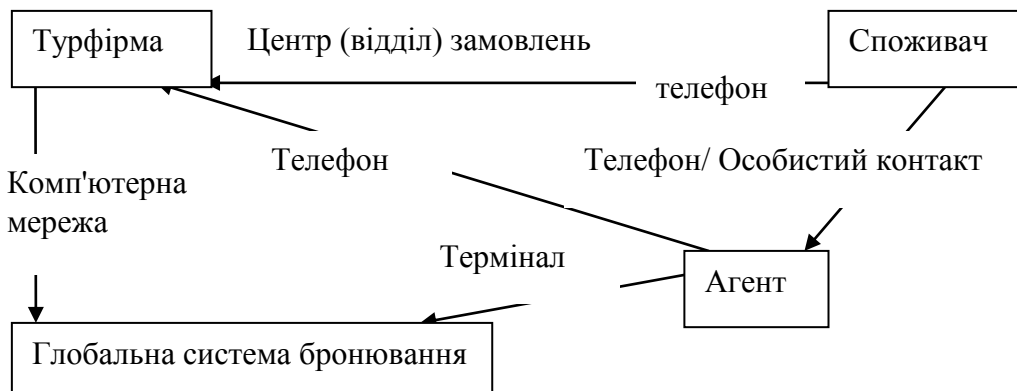 Турфірма
Центр (відділ) замовлень
Споживач
телефон
Телефон
Телефон/ Особистий контакт
Комп'ютерна
мережа
Термінал
Агент
Глобальна система бронювання